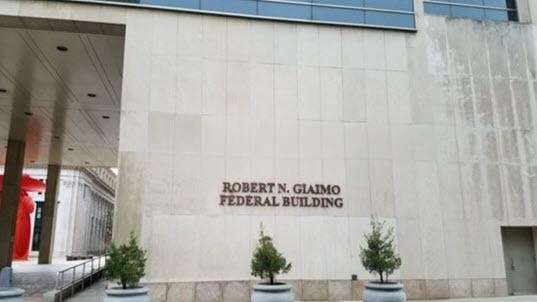 ROBERT N. GIAIMO
FEDERAL BUILDING